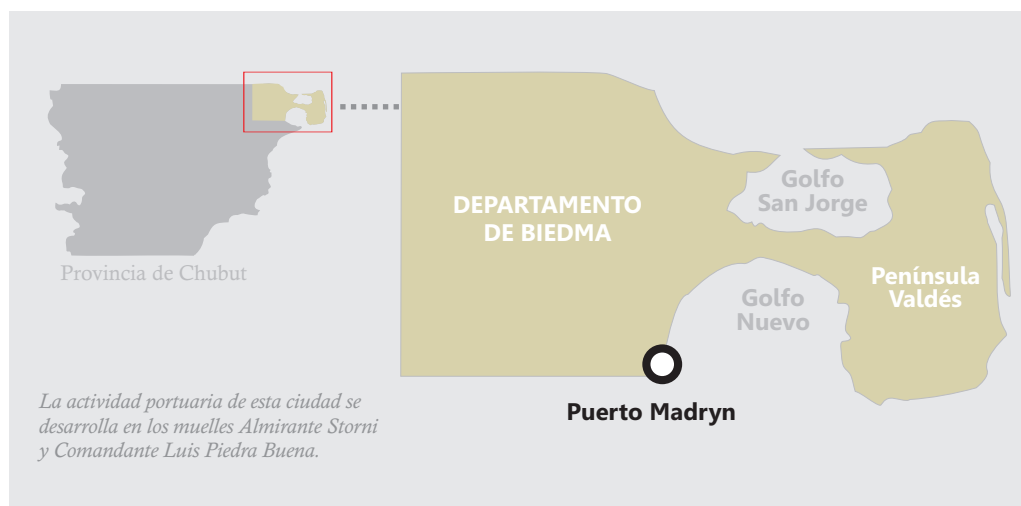 Provincia de Chubut
La actividad portuaria de esta ciudad se
desarrolla en los muelles Almirante Storni
y Comandante Luis Piedra Buena.
DEPARTAMENTO
DE BIEDMA
Golfo
San Jorge
Península
Valdés
Golfo
Nuevo
Puerto Madryn